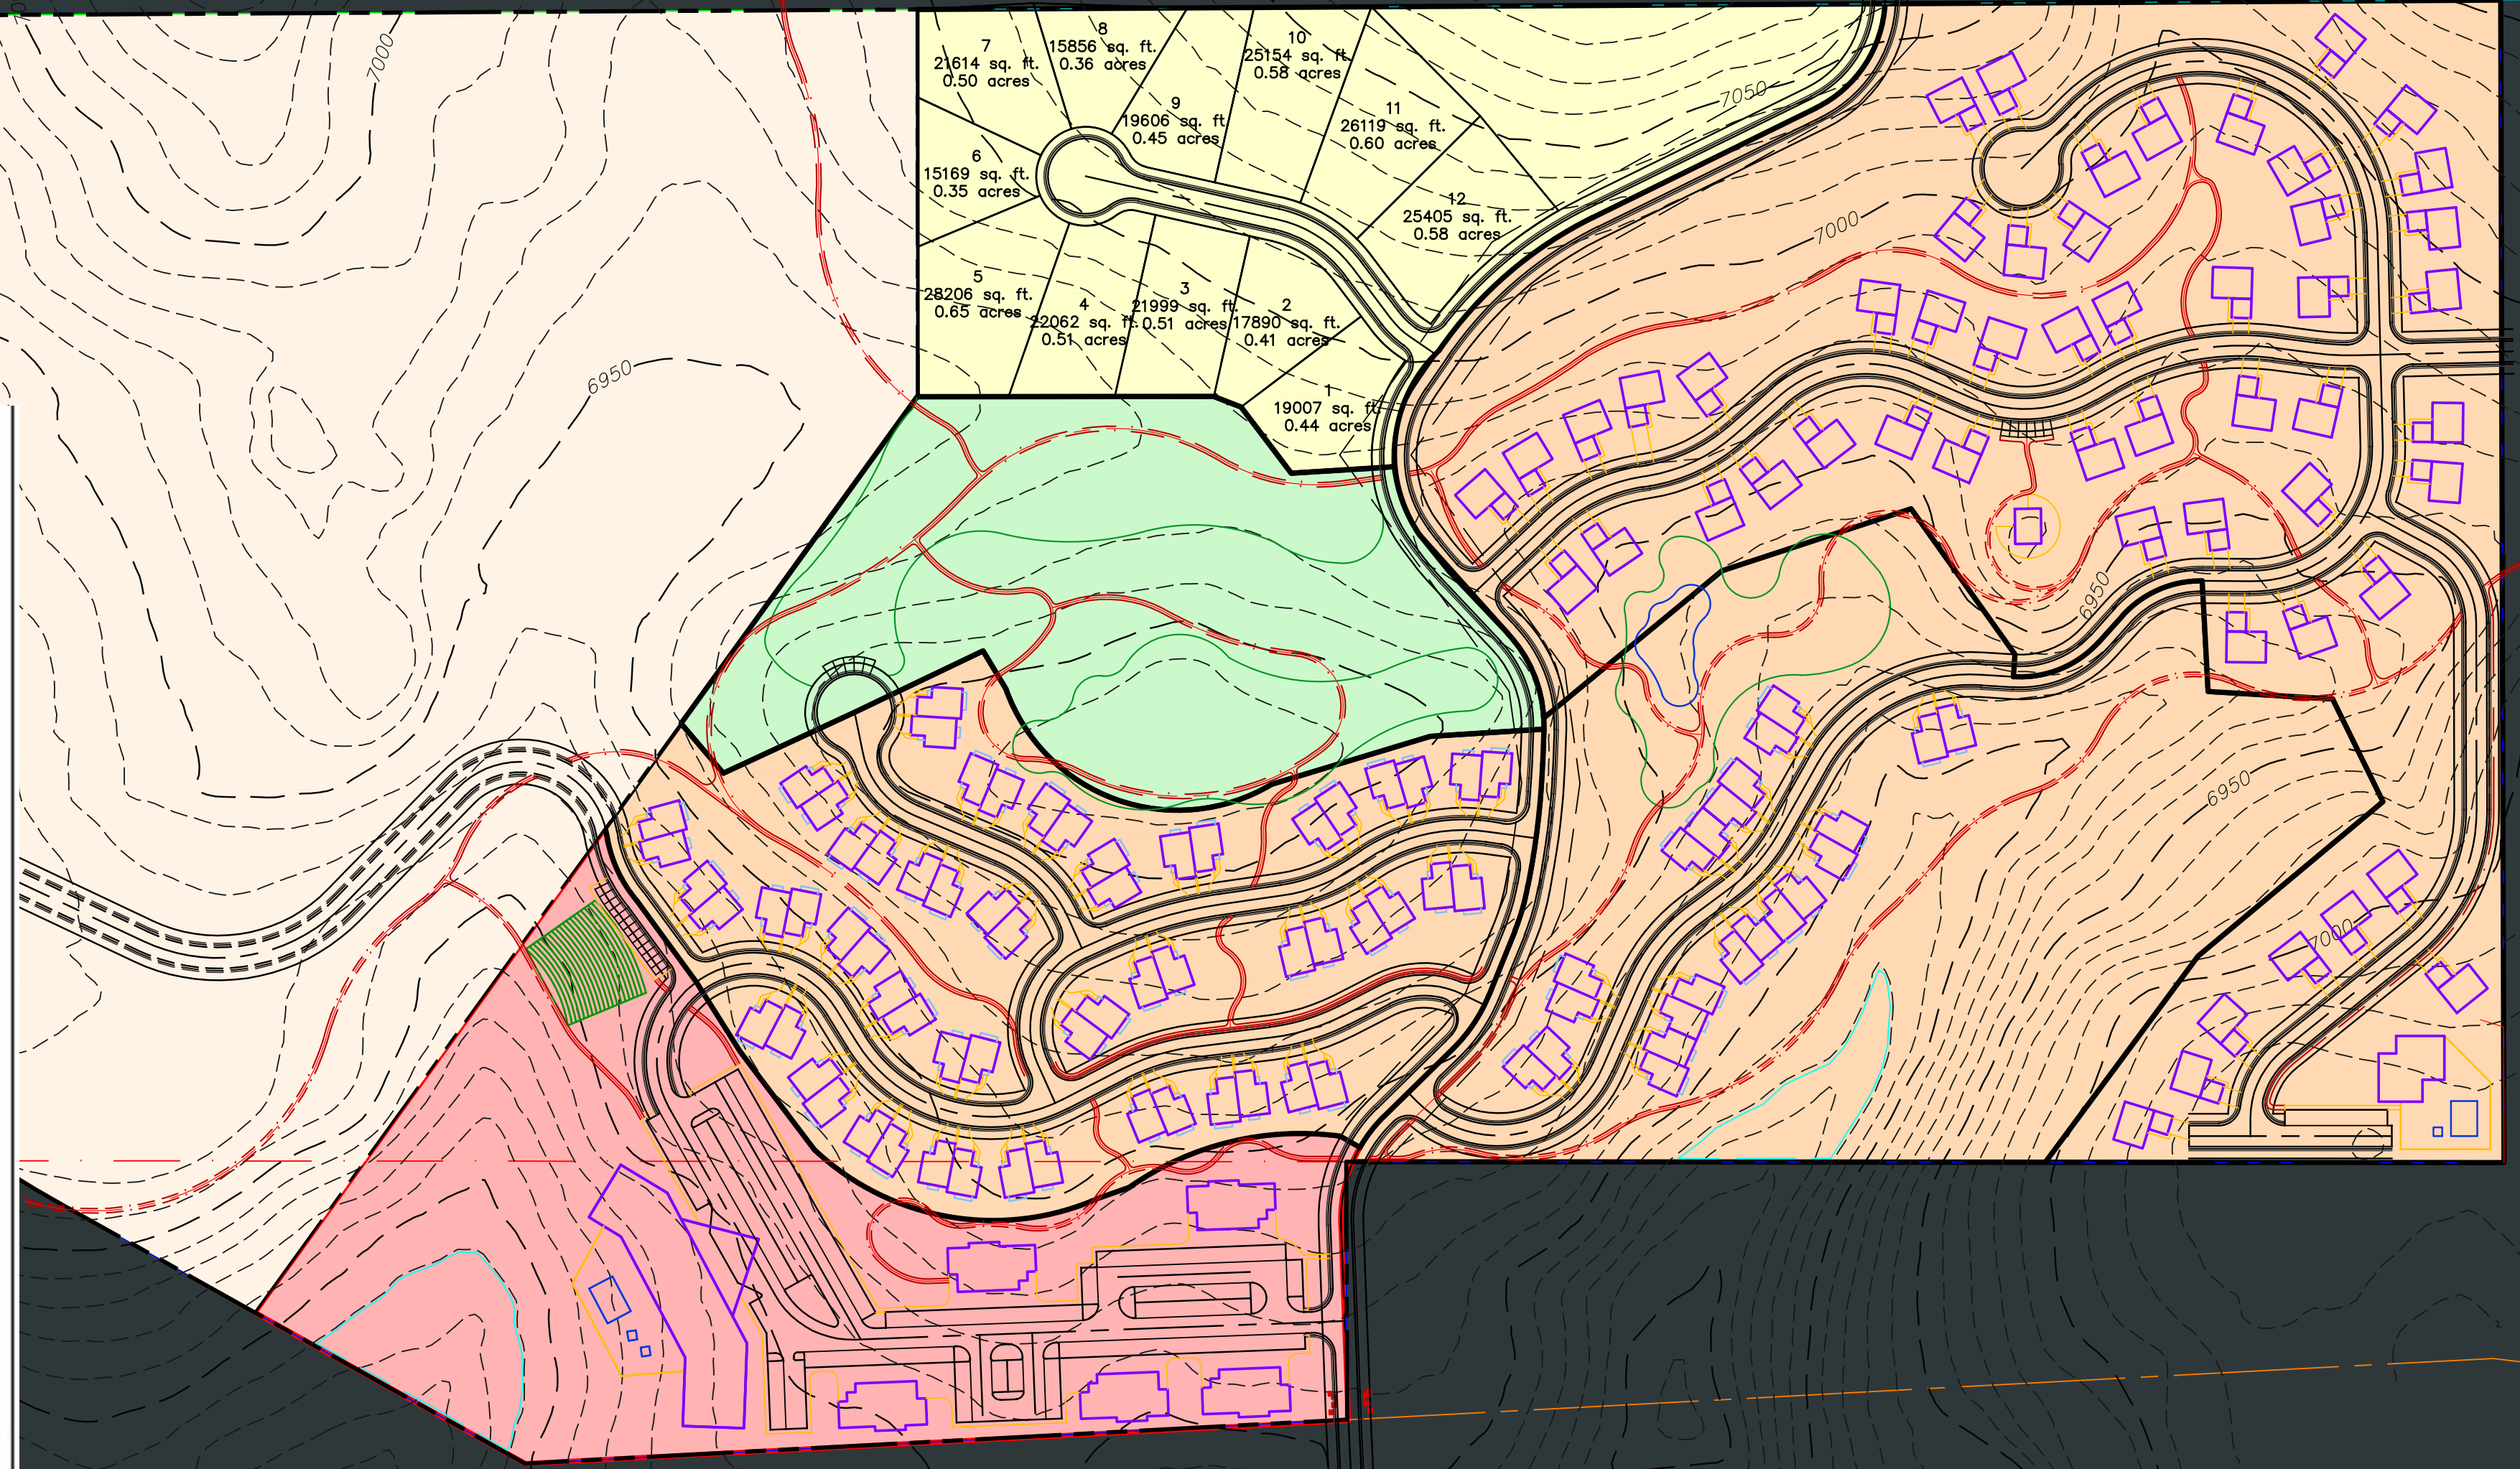 7000
7
21614 sq. ft.
0.50 acres
8
15856 sq. ft.
0.36 acres
9
19606 sq. ft.
0.45 acres
10
25154 sq. ft.
0.58 acres
11
26119 sq. ft.
0.60 acres
12
25405 sq. ft.
0.58 acres
6
15169 sq. ft.
0.35 acres
5
28206 sq. ft.
0.65 acres
4
22062 sq. ft.
0.51 acres
3
21999 sq. ft.
0.51 acres
2
17890 sq. ft.
0.41 acres
1
19007 sq. ft.
0.44 acres
7050
7000
6950
6950
6950
7000